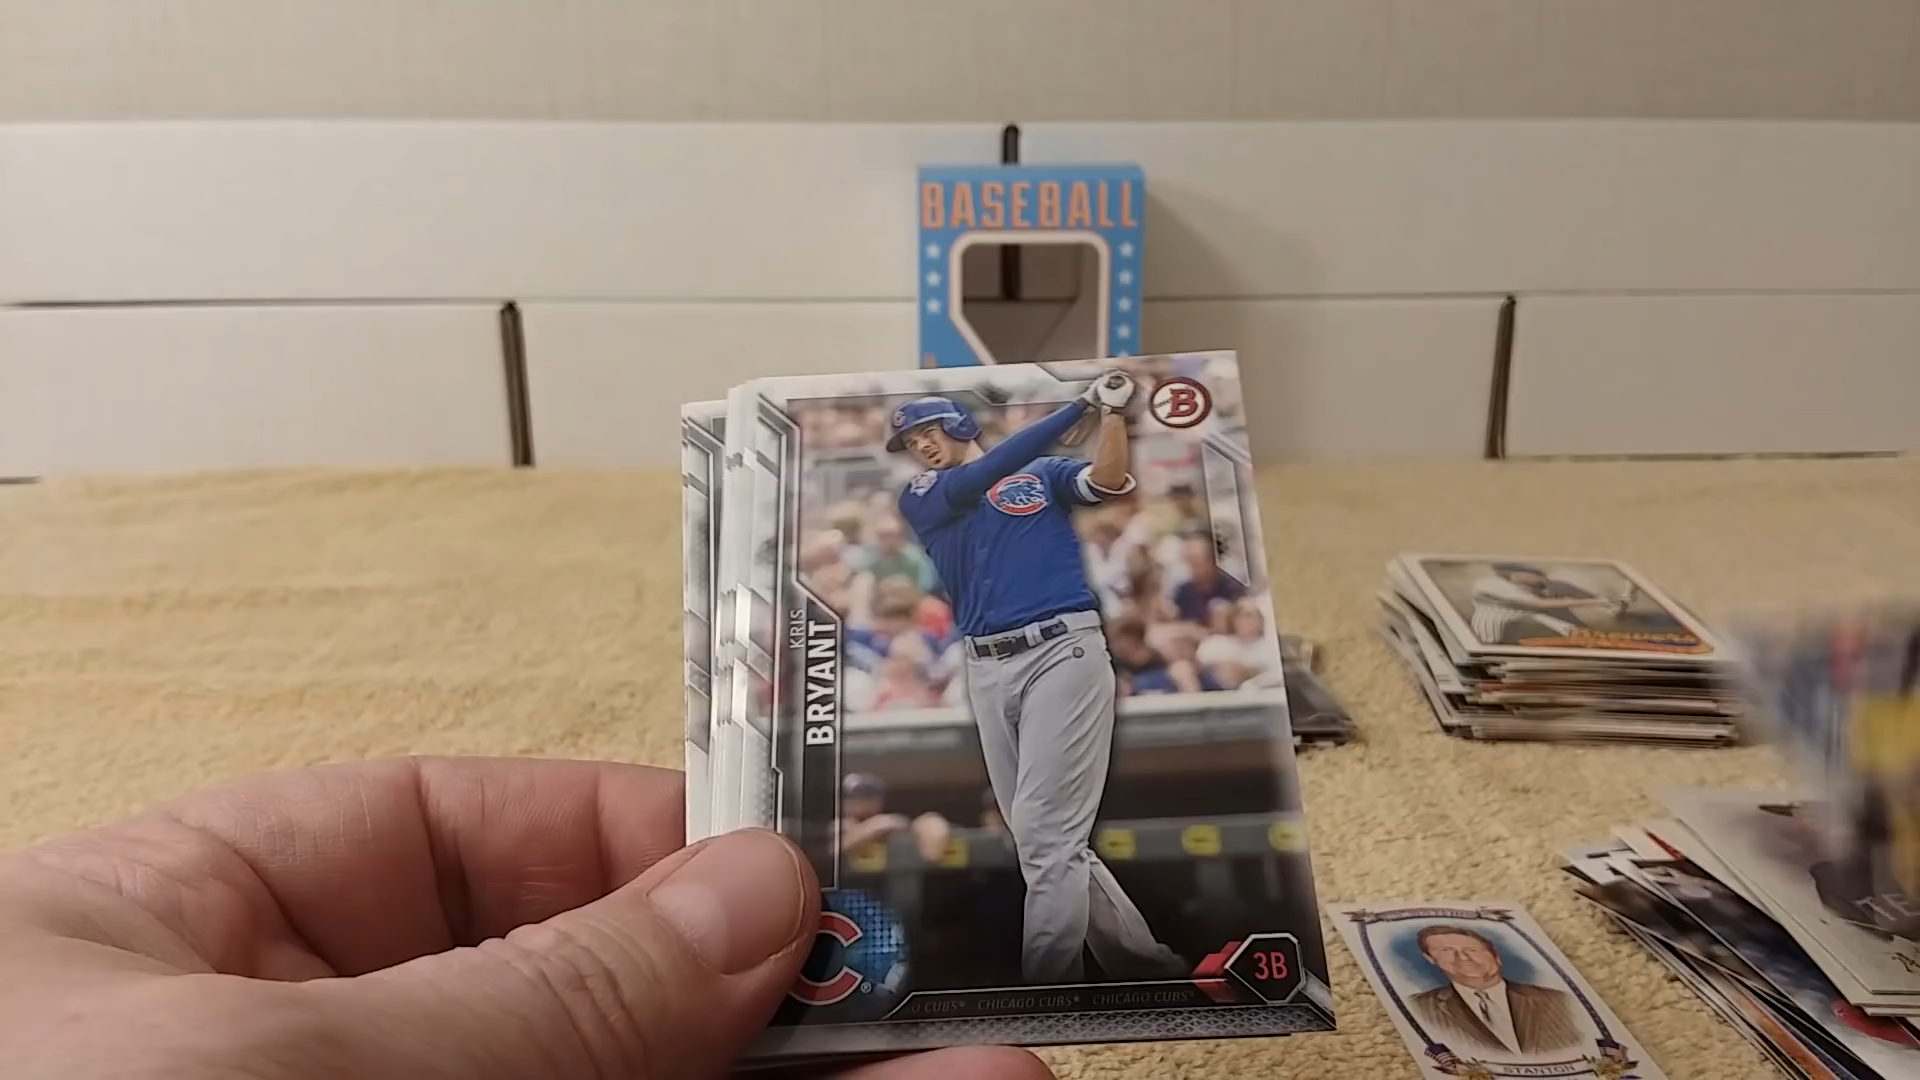 BASEBALL
B
KRIS
BRYANT
C
3B
CUBS CHICAGO CUBS CHICAGO CUBS
STANTON